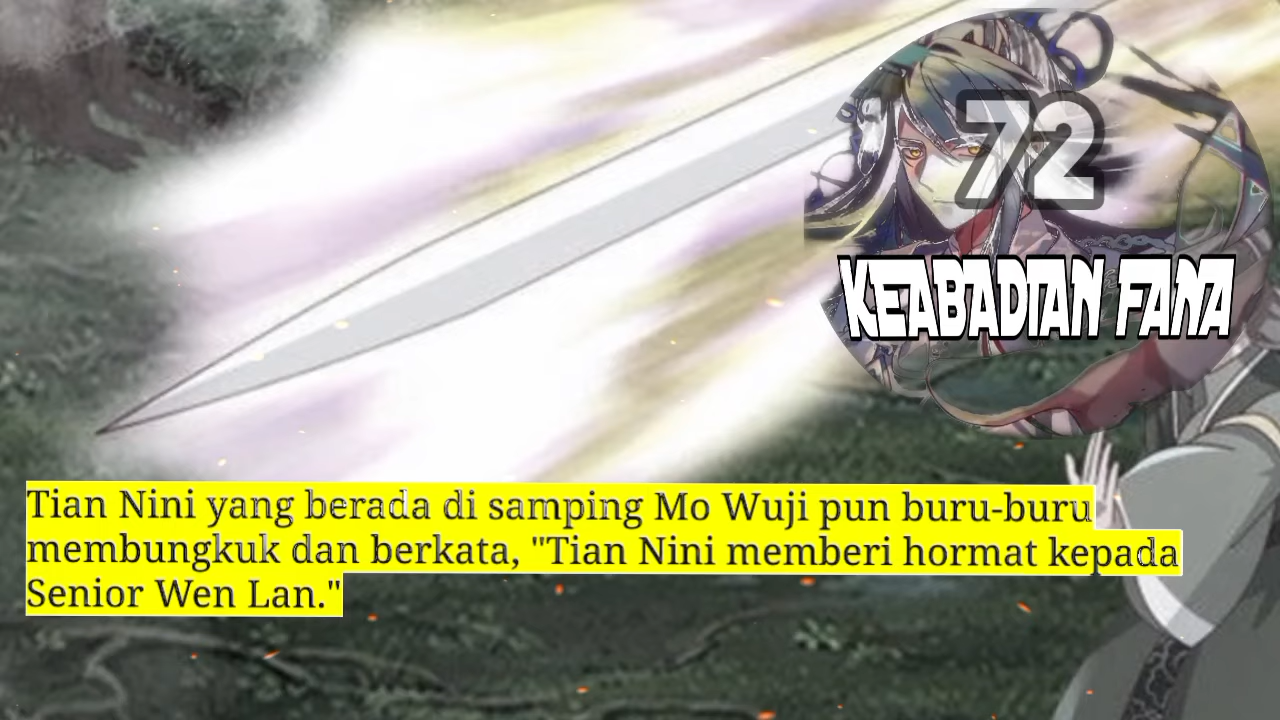 72
KEABADIAN FANA
Tian Nini yang berada di samping Mo Wuji pun buru-buru
membungkuk dan berkata, "Tian Nini memberi hormat kepada
Senior Wen Lan."